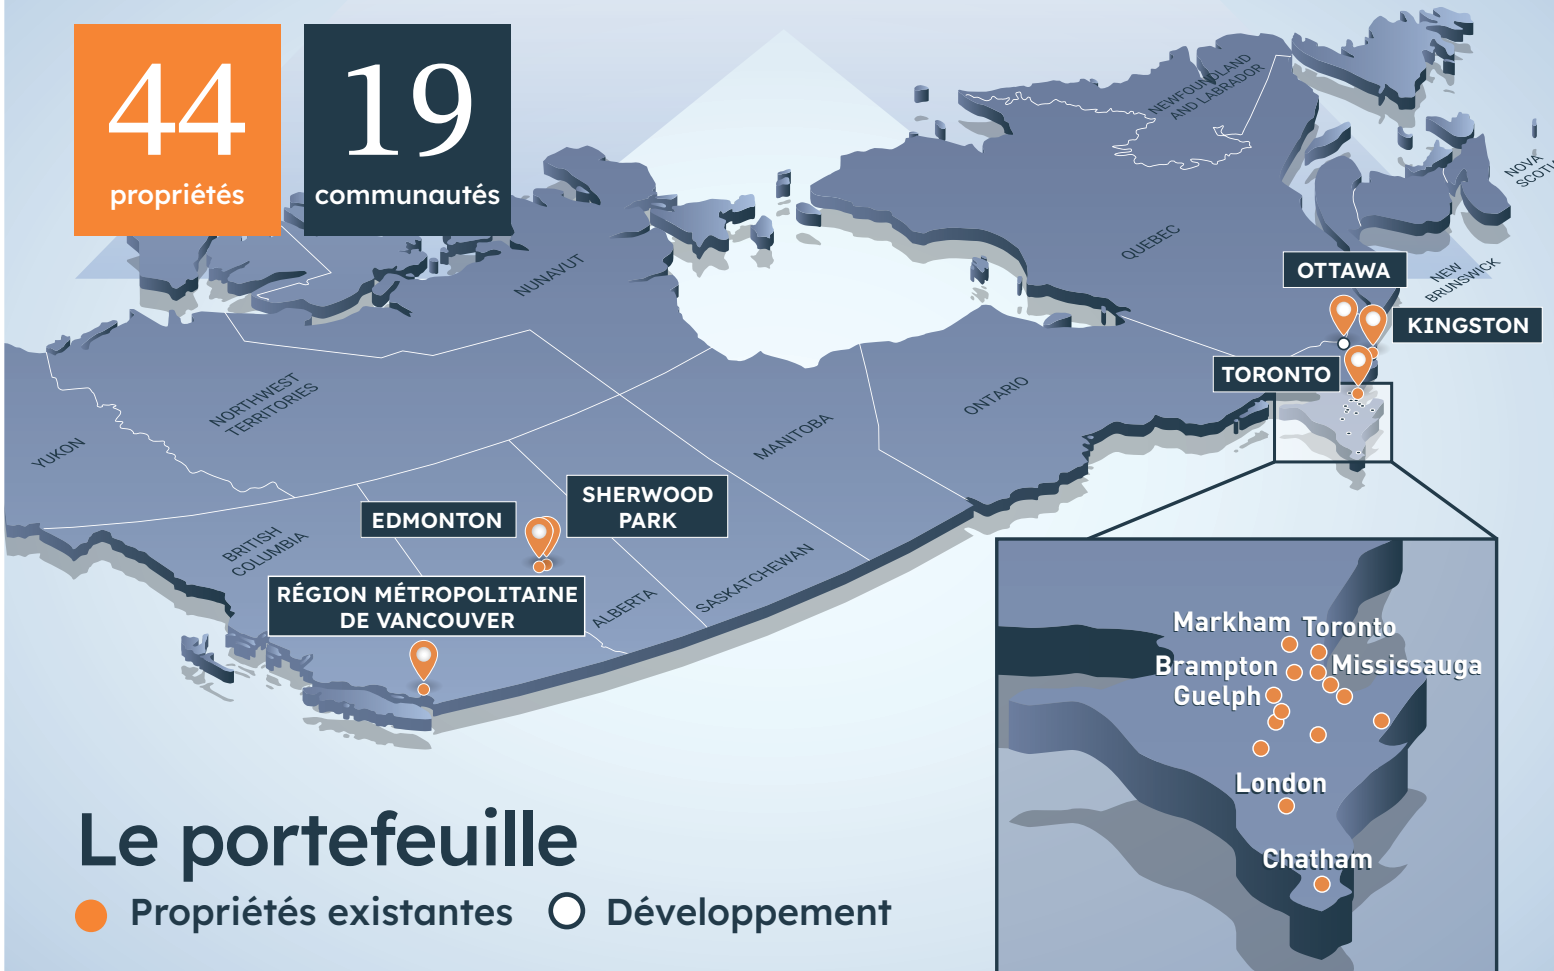 44
propriétés
19
communautés
NEWFOUNDLAND
AND LABRADOR
NOVA
SCOTI
QUEBEC
NEW
BRUNSWICK
NUNAVUT
OTTAWA
KINGSTON
TORONTO
NORTHWEST
TERRITORIES
YUKON
ONTARIO
MANITOBA
SHERWOOD
PARK
EDMONTON
BRITISH
COLUMBIA
SASKATCHEWAN
ALBERTA
RÉGION MÉTROPOLITAINE
DE VANCOUVER
Markham
Toronto
Brampton
Mississauga
Guelph
London
Chatham
Le portefeuille
Propriétés existantes
Développement